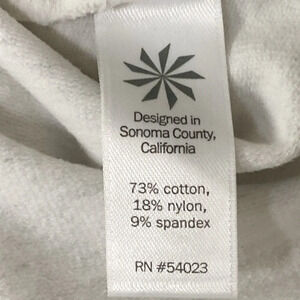 Designed in
Sonoma County,
California
73% cotton,
18% nylon,
9% spandex
RN #54023